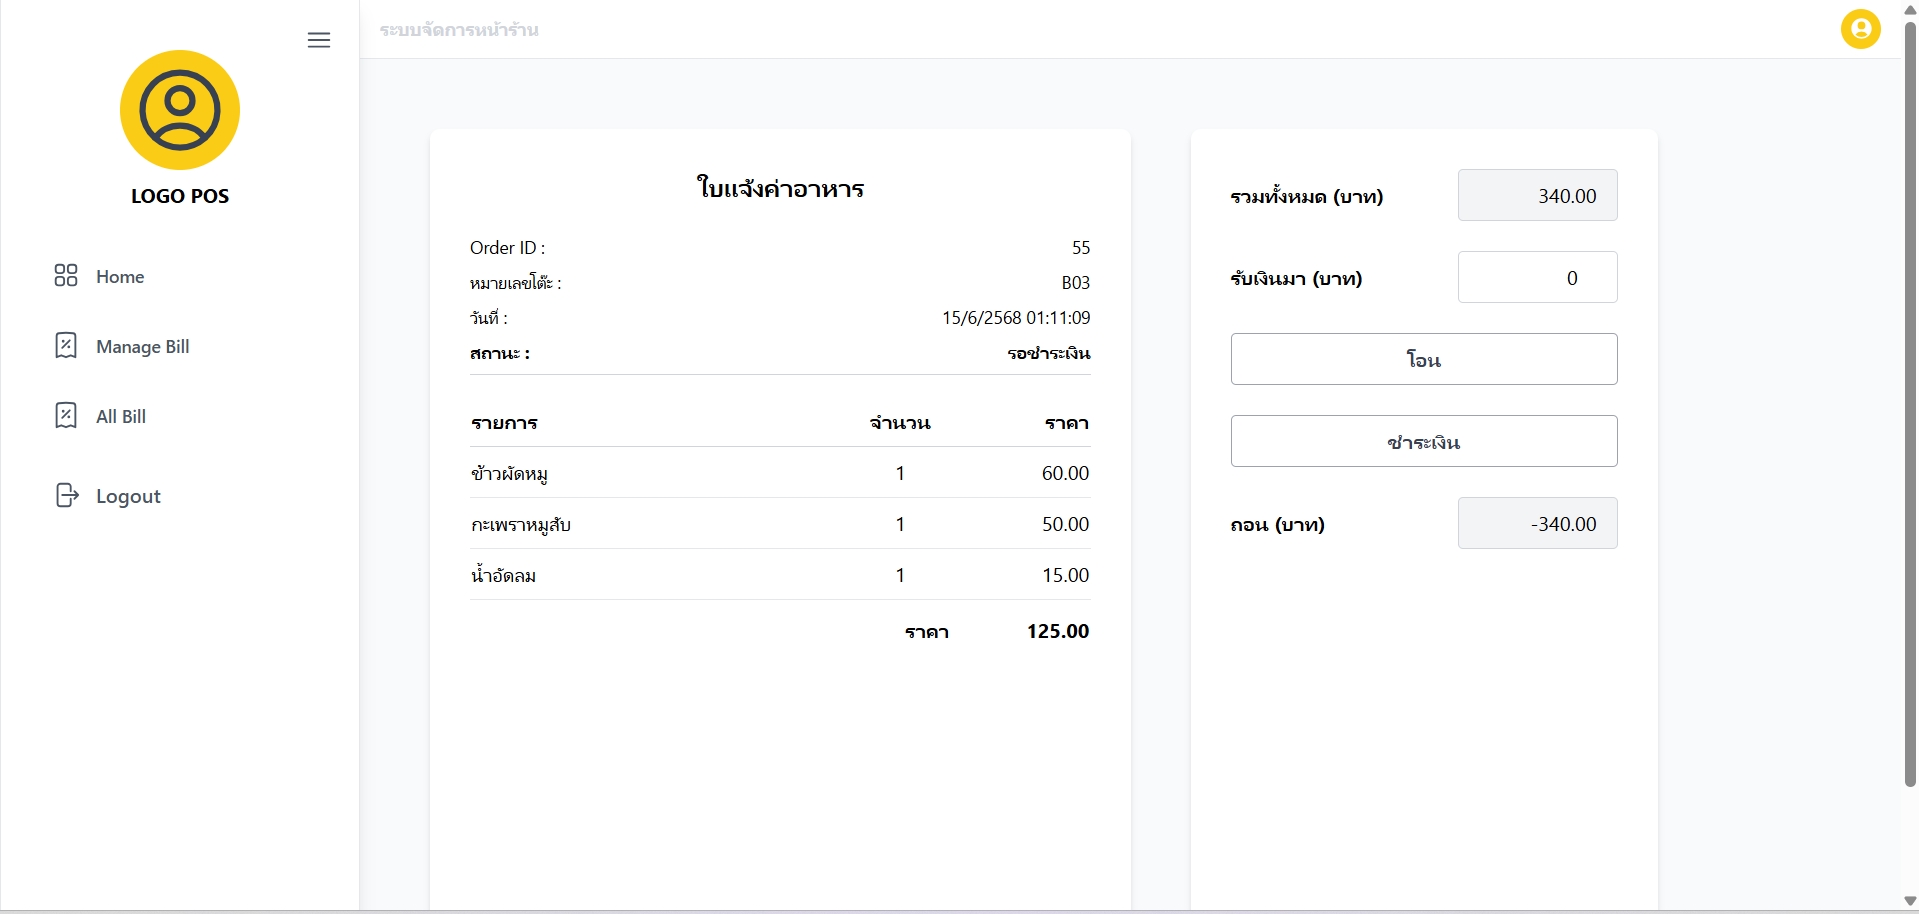 ระบบจัดการหน้าร้าน
LOGO POS
Home
Manage Bill
All Bill
Logout
ใบแจ้งค่าอาหาร
Order ID : 55
หมายเลขโต๊ะ : B03
วันที่ : 15/6/2568 01:11:09
สถานะ : รอชำระเงิน
รายการ จำนวน ราคา
ข้าวผัดหมู 1 60.00
กะเพราหมูสับ 1 50.00
น้ำอัดลม 1 15.00
ราคา 125.00
รวมทั้งหมด (บาท) 340.00
รับเงินมา (บาท) 0
โอน
ชำระเงิน
ถอน (บาท) -340.00